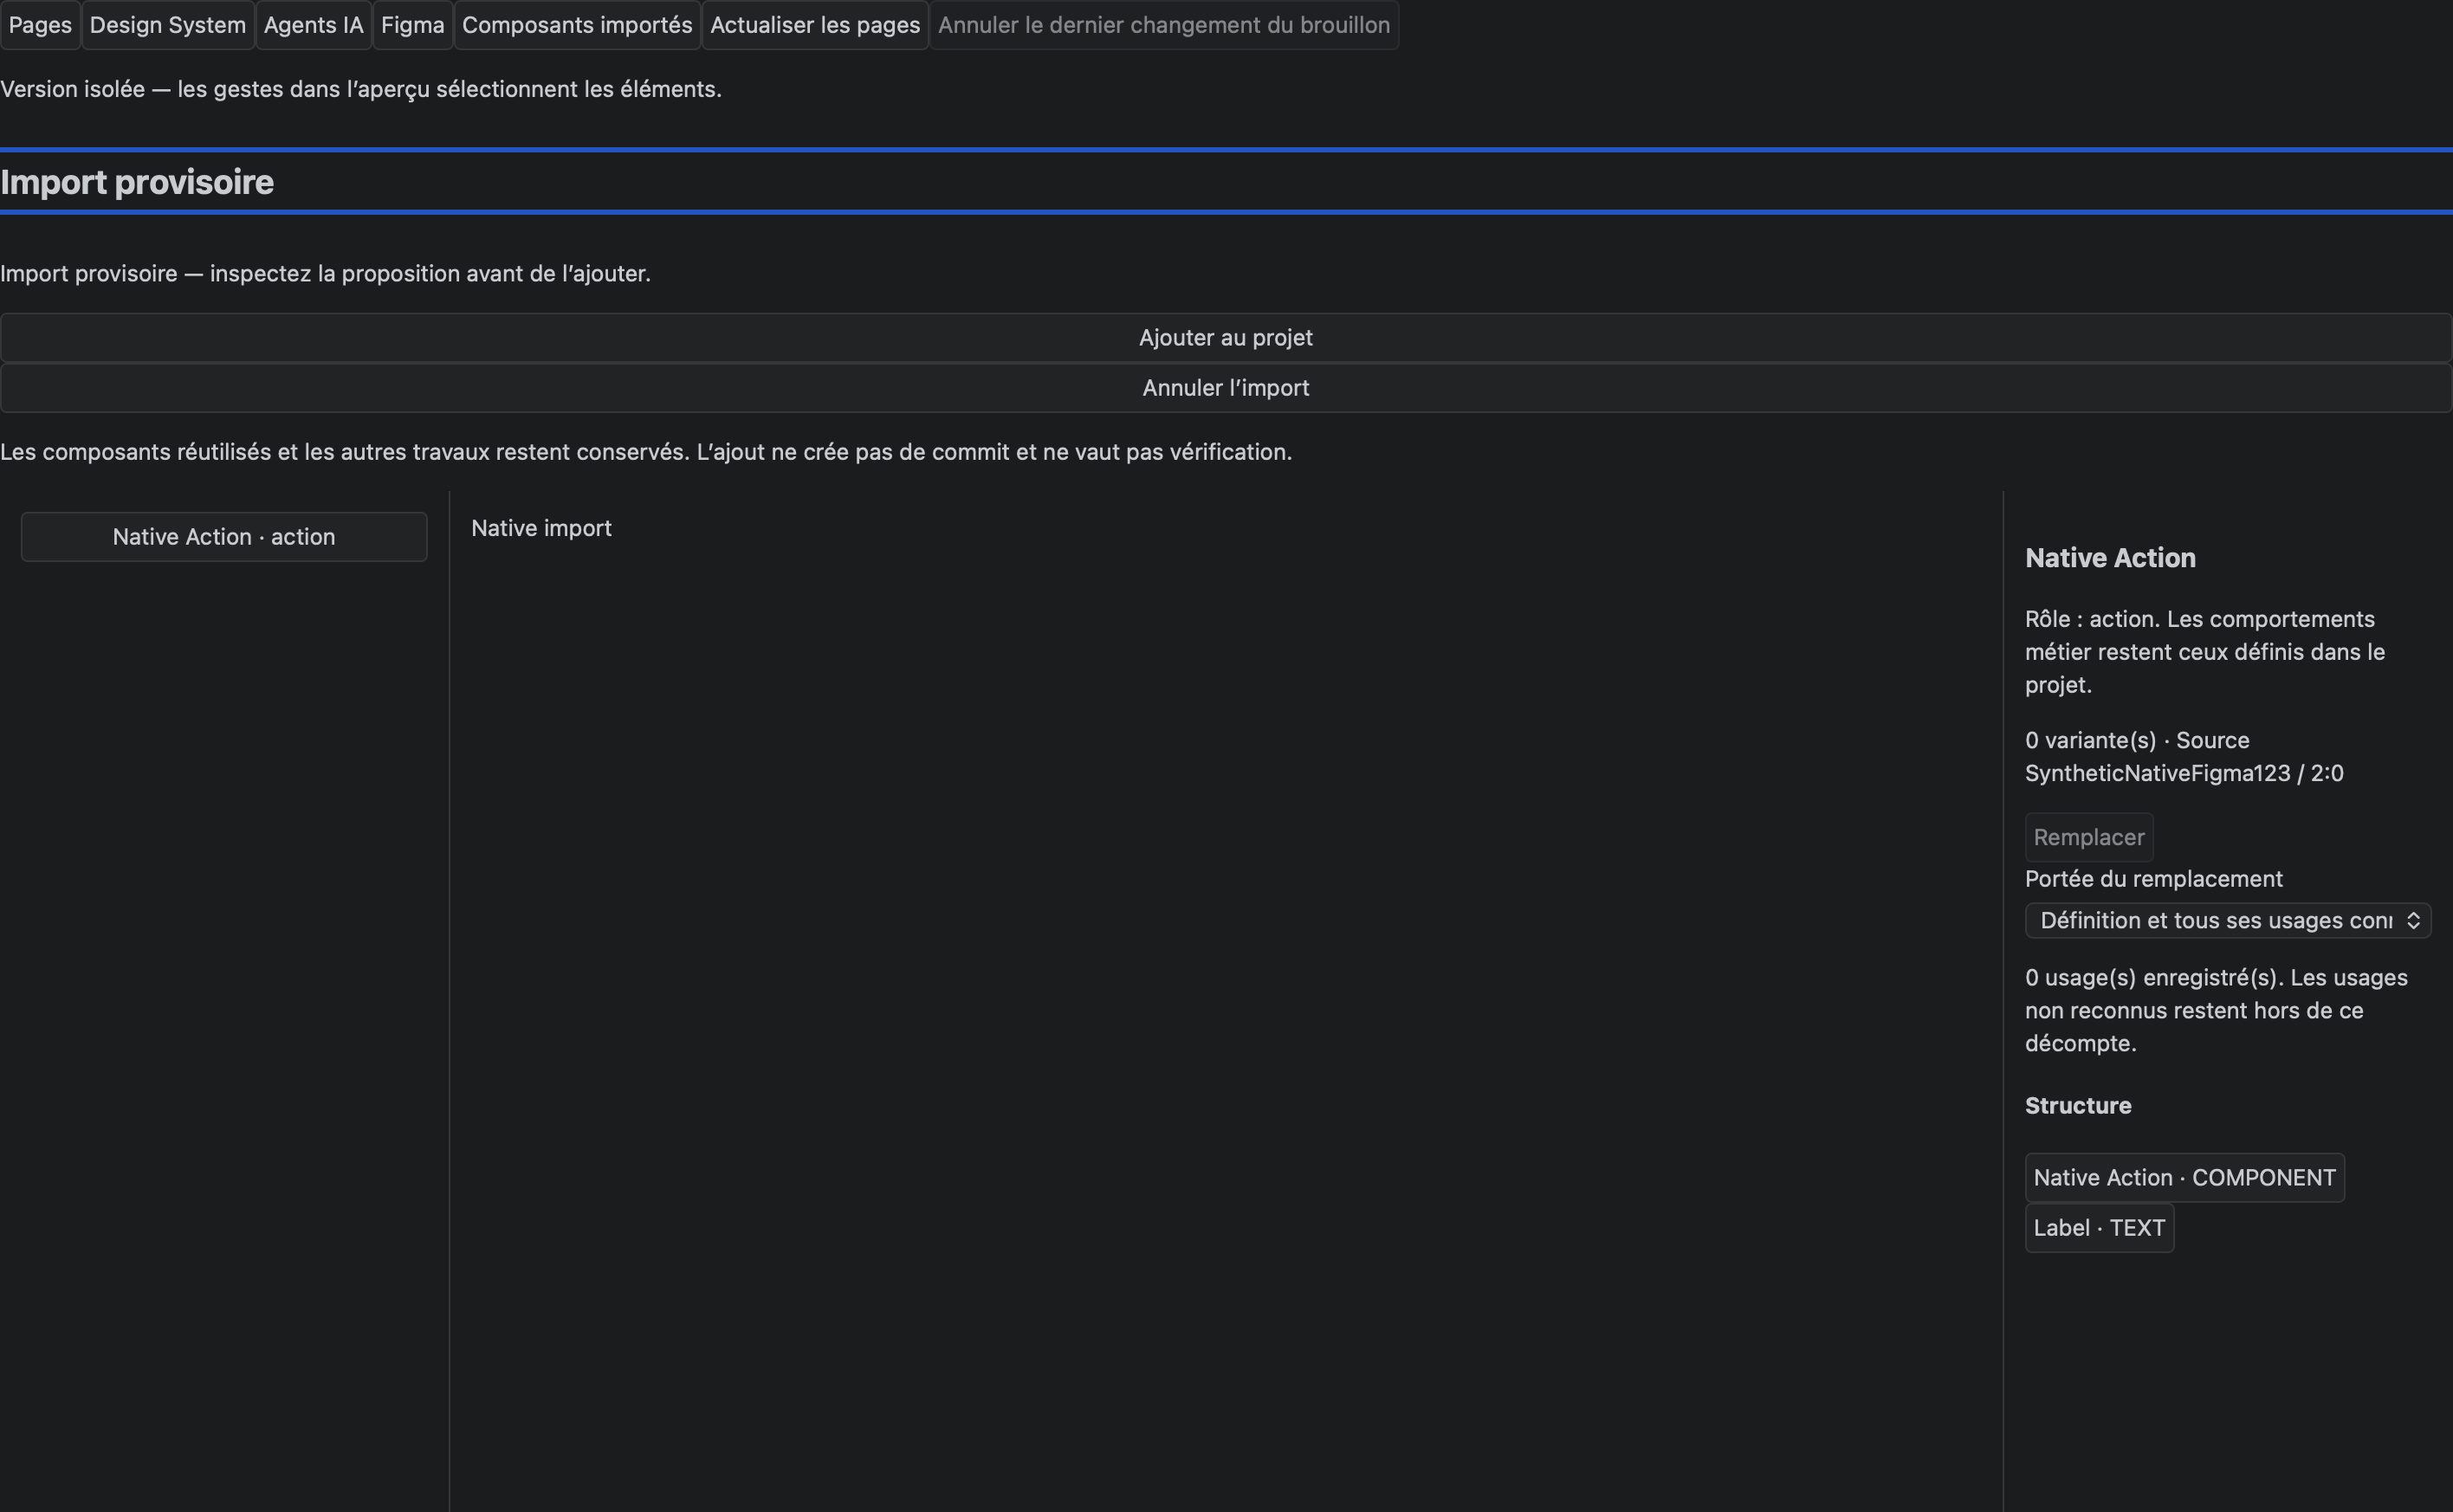 Pages
Design System
Agents IA
Figma
Composants importés
Actualiser les pages
Annuler le dernier changement du brouillon
Version isolée — les gestes dans l’aperçu sélectionnent les éléments.
Import provisoire
Import provisoire — inspectez la proposition avant de l’ajouter.
Ajouter au projet
Annuler l’import
Les composants réutilisés et les autres travaux restent conservés. L’ajout ne crée pas de commit et ne vaut pas vérification.
Native Action · action
Native import
Native Action
Rôle : action. Les comportements
métier restent ceux définis dans le
projet.
0 variante(s) · Source
SyntheticNativeFigma123 / 2:0
Remplacer
Portée du remplacement
Définition et tous ses usages
0 usage(s) enregistré(s). Les usages
non reconnus restent hors de ce
décompte.
Structure
Native Action · COMPONENT
Label · TEXT